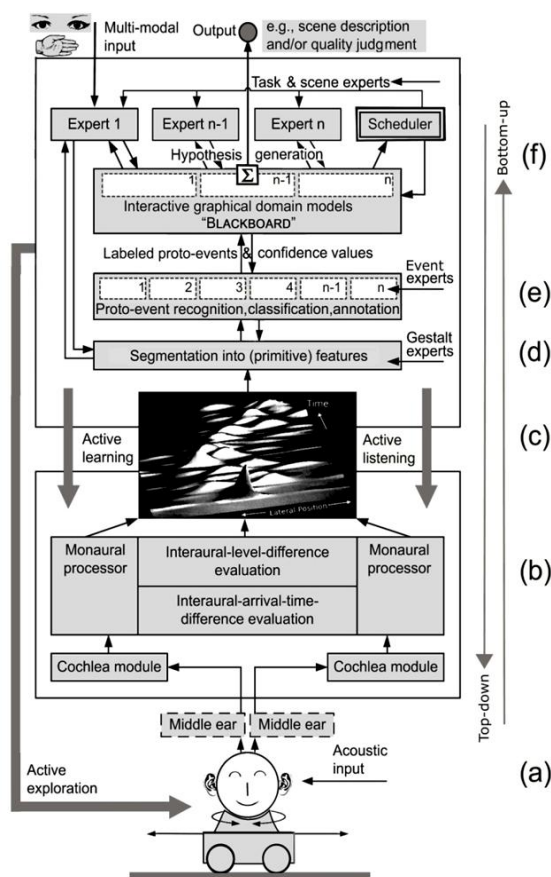 Multi-modal
input
Output
e.g., scene description
and/or quality judgment
Task & scene experts
Expert 1
Expert n-1
Expert n
Scheduler
Hypothesis generation
Σ
1
n-1
n
Interactive graphical domain models
“BLACKBOARD”
(f)
Labeled proto-events & confidence values
Event
experts
1
2
3
4
n-1
n
Proto-event recognition,classification,annotation
(e)
Segmentation into (primitive) features
Gestalt
experts
(d)
Time
Lateral Position
Active
learning
Active
listening
(c)
Monaural
processor
Interaural-level-difference
evaluation
Interaural-arrival-time-
difference evaluation
Monaural
processor
(b)
Cochlea module
Cochlea module
Middle ear
Middle ear
Acoustic
input
Active
exploration
(a)
Bottom-up
Top-down